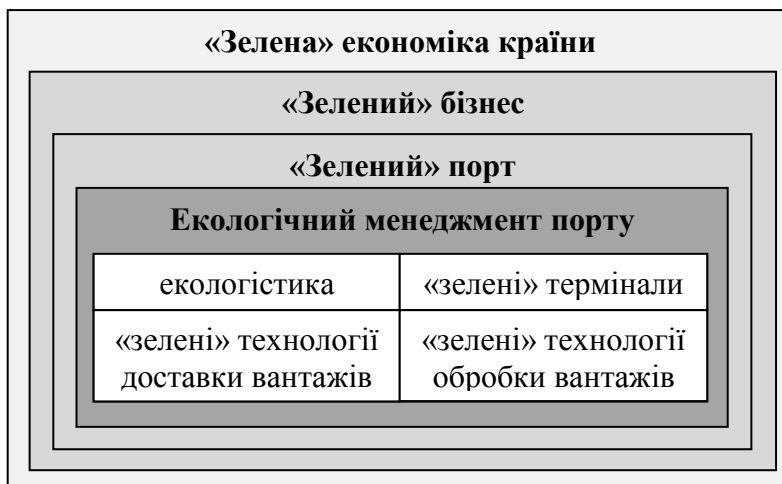 «Зелена» економіка країни
«Зелений» бізнес
«Зелений» порт
Екологічний менеджмент порту
екологістика
«зелені» термінали
«зелені» технології
доставки вантажів
«зелені» технології
обробки вантажів